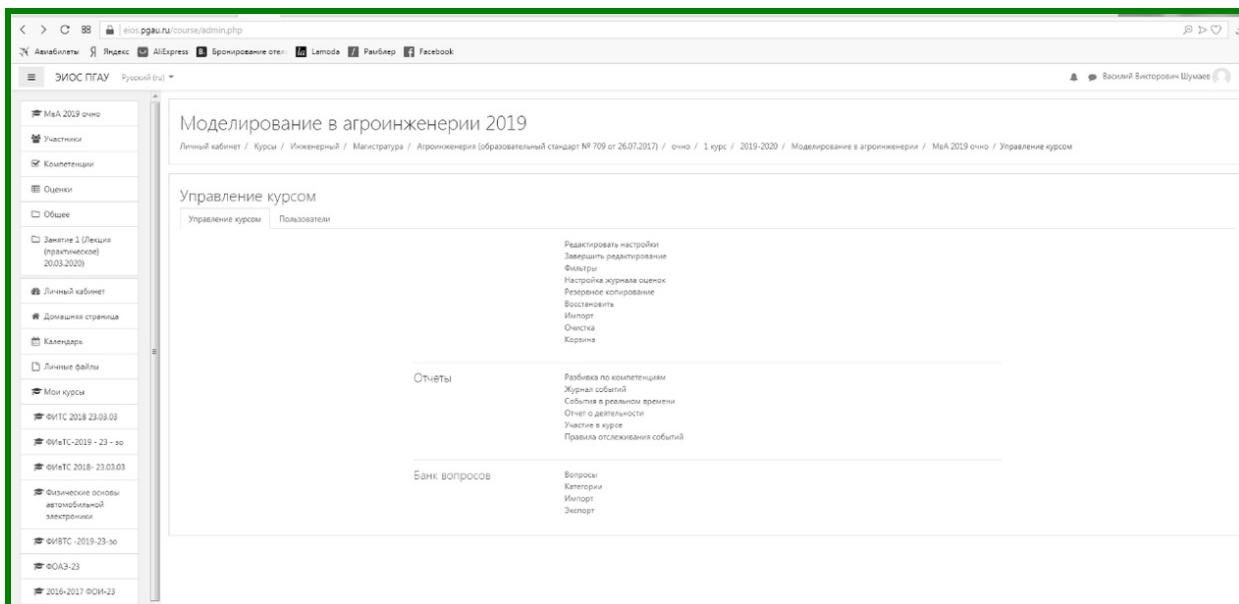 eios.pgau.ru/course/admin.php
Авиабилеты Яндекс AliExpress Бронирование отел Lamoda Рамблер Facebook
ЭИОС ПГАУ Русский (ru)
Василий Викторович Шумаев
МвА 2019 очно
Участники
Компетенции
Оценки
Общее
Занятие 1 (Лекция
(практическое)
20.03.2020)
Личный кабинет
Домашняя страница
Календарь
Личные файлы
Мои курсы
ФИТС 2018 23.03.03
ФИвТС-2019 - 23 - зо
ФИвТС 2018- 23.03.03
Физические основы
автомобильной
электроники
ФИВТС -2019-23-зо
ФОАЭ-23
2016-2017 ФОИ-23
Моделирование в агроинженерии 2019
Личный кабинет / Курсы / Инженерный / Магистратура / Агроинженерия (образовательный стандарт № 709 от 26.07.2017) / очно / 1 курс / 2019-2020 / Моделирование в агроинженерии / МвА 2019 очно / Управление курсом
Управление курсом
Управление курсом Пользователи
Редактировать настройки
Завершить редактирование
Фильтры
Настройка журнала оценок
Резервное копирование
Восстановить
Импорт
Очистка
Корзина
Отчеты
Разбивка по компетенциям
Журнал событий
События в реальном времени
Отчет о деятельности
Участие в курсе
Правила отслеживания событий
Банк вопросов
Вопросы
Категории
Импорт
Экспорт